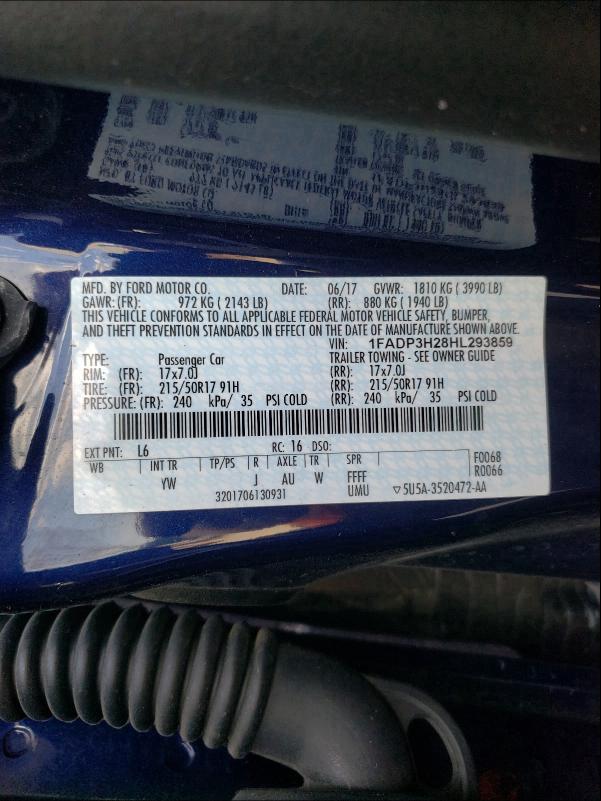 MFD. BY FORD MOTOR CO. DATE: 06/17 GVWR: 1810 KG ( 3990 LB)
GAWR: (FR): 972 KG ( 2143 LB) (RR): 880 KG ( 1940 LB)
THIS VEHICLE CONFORMS TO ALL APPLICABLE FEDERAL MOTOR VEHICLE SAFETY, BUMPER,
AND THEFT PREVENTION STANDARDS IN EFFECT ON THE DATE OF MANUFACTURE SHOWN ABOVE.
VIN: 1FADP3H28HL293859
TYPE: Passenger Car TRAILER TOWING - SEE OWNER GUIDE
RIM: (FR): 17x7.0J (RR): 17x7.0J
TIRE: (FR): 215/50R17 91H (RR): 215/50R17 91H
PRESSURE: (FR): 240 kPa/ 35 PSI COLD (RR): 240 kPa/ 35 PSI COLD
EXT PNT: L6 RC: 16 DSO: F0068
WB INT TR TP/PS R AXLE TR SPR R0066
YW J AU W FFFF
3201706130931 UMU ▽5U5A-3520472-AA